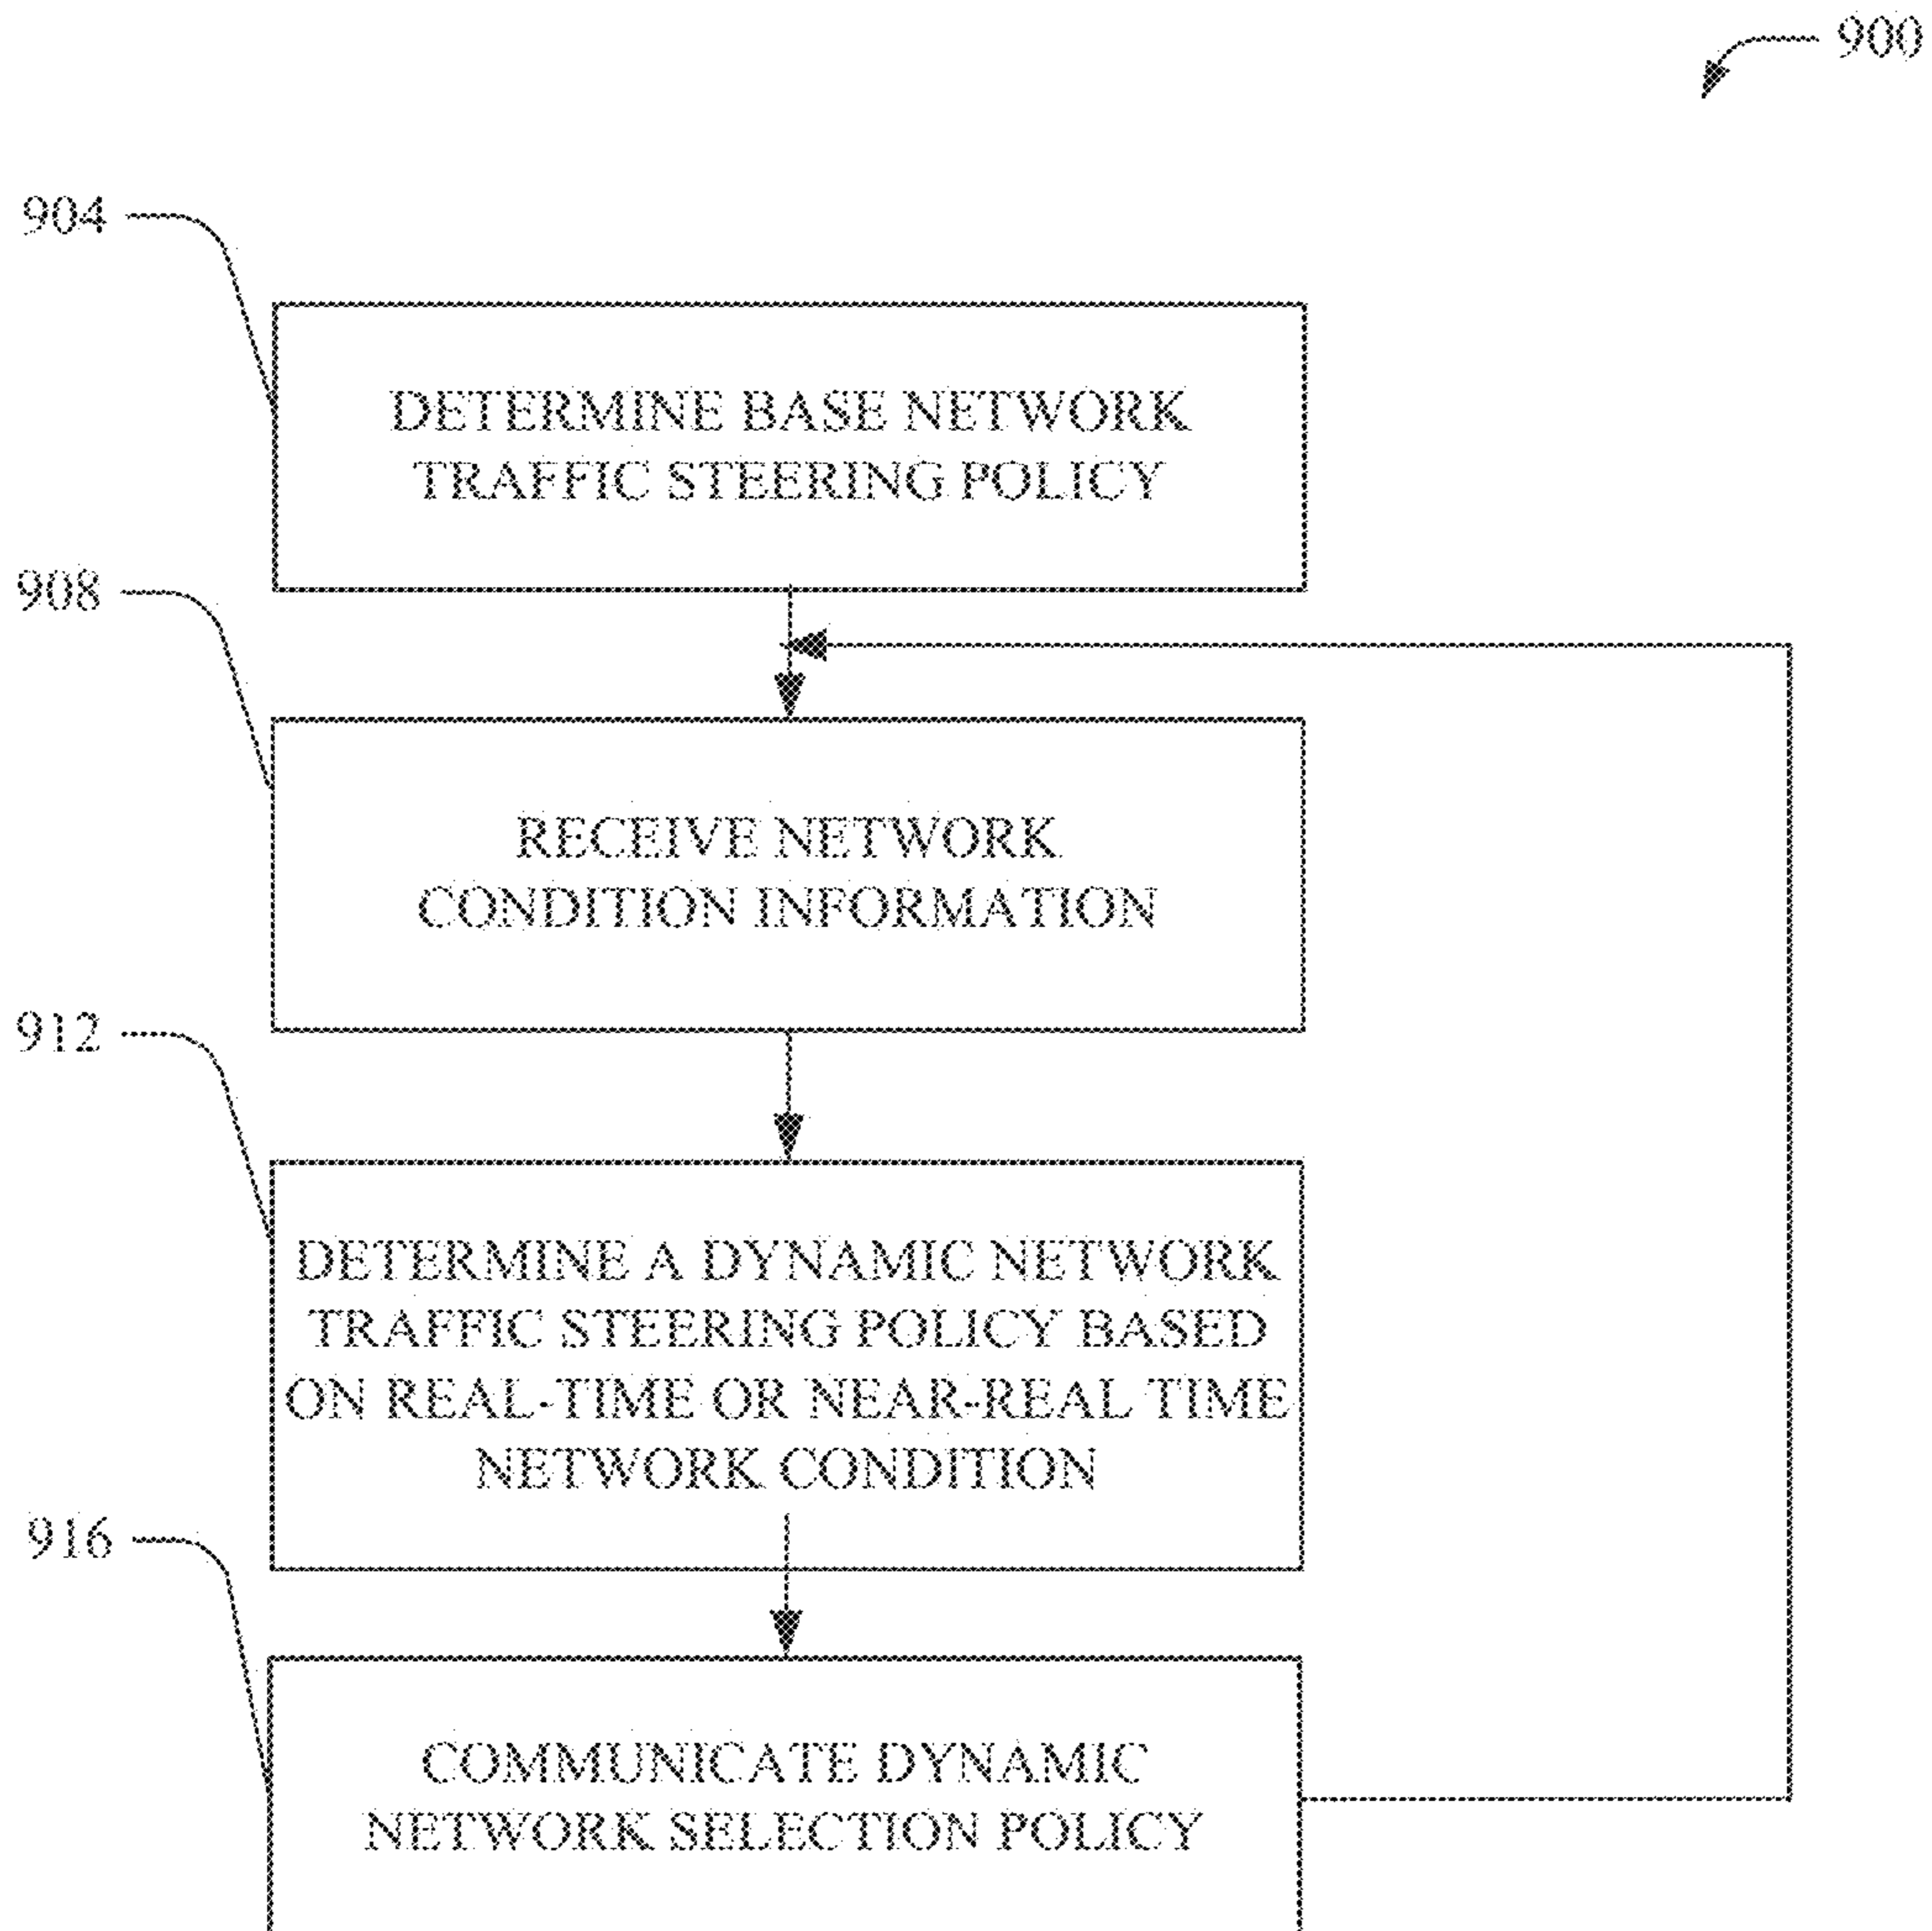 900
904
DETERMINE BASE NETWORK
TRAFFIC STEERING POLICY
908
RECEIVE NETWORK
CONDITION INFORMATION
912
DETERMINE A DYNAMIC NETWORK
TRAFFIC STEERING POLICY BASED
ON REAL-TIME OR NEAR-REAL TIME
NETWORK CONDITION
916
COMMUNICATE DYNAMIC
NETWORK SELECTION POLICY